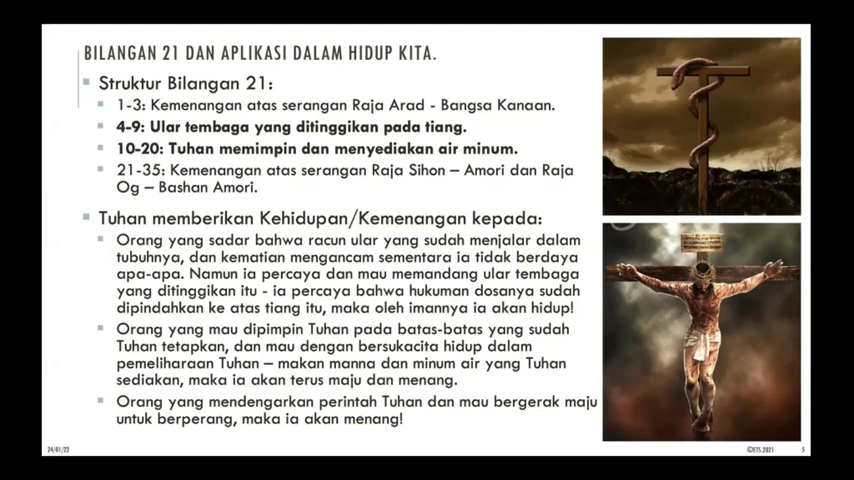 BILANGAN 21 DAN APLIKASI DALAM HIDUP KITA.
Struktur Bilangan 21:
1-3: Kemenangan atas serangan Raja Arad - Bangsa Kanaan.
4-9: Ular tembaga yang ditinggikan pada tiang.
10-20: Tuhan memimpin dan menyediakan air minum.
21-35: Kemenangan atas serangan Raja Sihon – Amori dan Raja
Og – Bashan Amori.
Tuhan memberikan Kehidupan/Kemenangan kepada:
Orang yang sadar bahwa racun ular yang sudah menjalar dalam
tubuhnya, dan kematian mengancam sementara ia tidak berdaya
apa-apa. Namun ia percaya dan mau memandang ular tembaga
yang ditinggikan itu - ia percaya bahwa hukuman dosanya sudah
dipindahkan ke atas tiang itu, maka oleh imannya ia akan hidup!
Orang yang mau dipimpin Tuhan pada batas-batas yang sudah
Tuhan tetapkan, dan mau dengan bersukacita hidup dalam
pemeliharaan Tuhan – makan manna dan minum air yang Tuhan
sediakan, maka ia akan terus maju dan menang.
Orang yang mendengarkan perintah Tuhan dan mau bergerak maju
untuk berperang, maka ia akan menang!
24/01/22
©ETS.2021
5